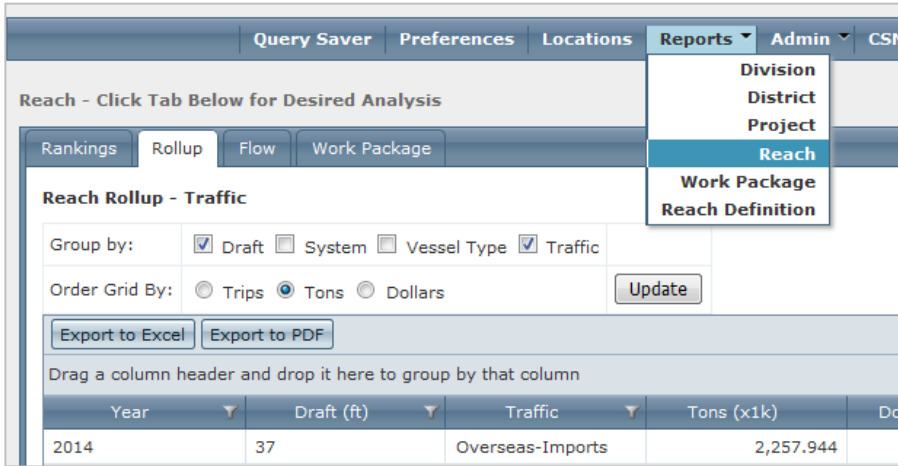 Query Saver Preferences Locations Reports Admin CSM
Division
District
Project
Reach
Work Package
Reach Definition
Reach - Click Tab Below for Desired Analysis
Rankings Rollup Flow Work Package
Reach Rollup - Traffic
Group by: Draft System Vessel Type Traffic
Order Grid By: Trips Tons Dollars Update
Export to Excel Export to PDF
Drag a column header and drop it here to group by that column
Year Draft (ft) Traffic Tons (x1k)
2014 37 Overseas-Imports 2,257.944